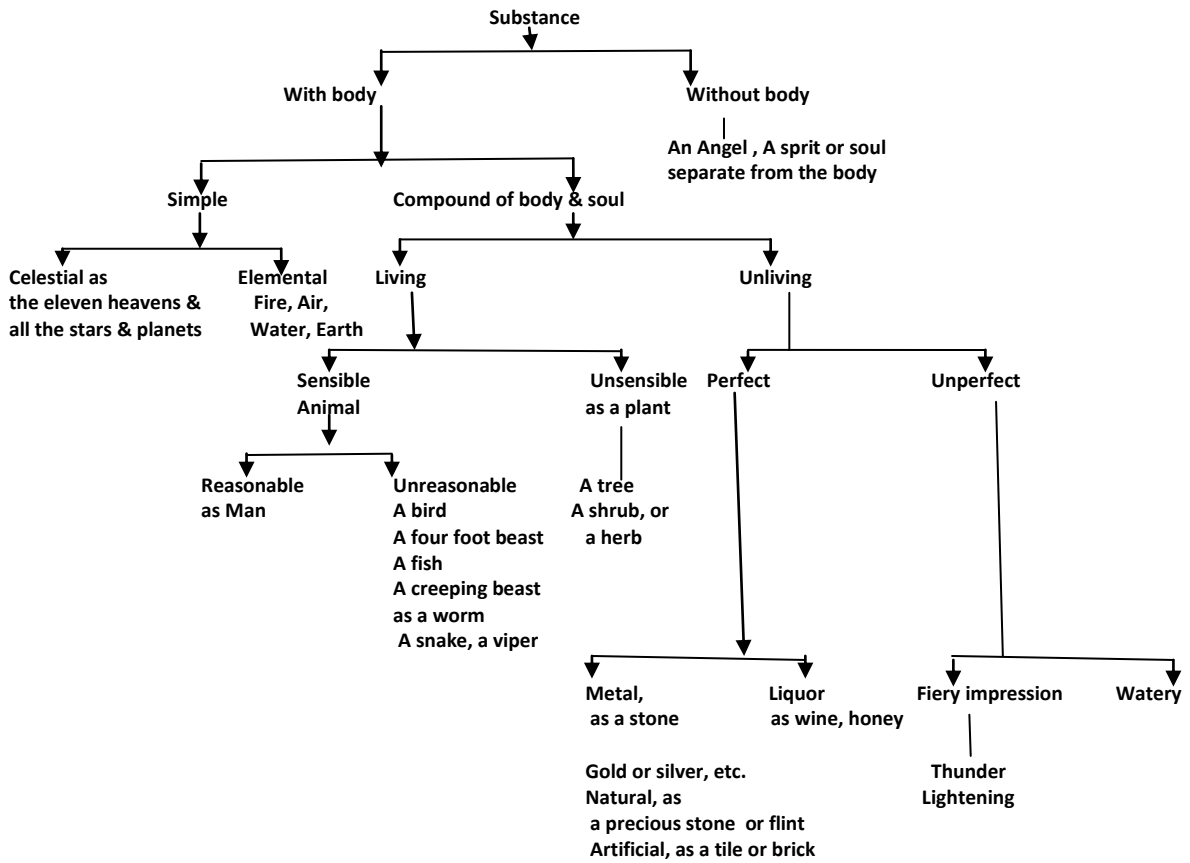 Substance
With body
Without body
An Angel , A sprit or soul
separate from the body
Simple
Compound of body & soul
Celestial as
the eleven heavens &
all the stars & planets
Elemental
Fire, Air,
Water, Earth
Living
Unliving
Sensible
Animal
Unsensible
as a plant
Perfect
Unperfect
Reasonable
as Man
Unreasonable
A bird
A four foot beast
A fish
A creeping beast
as a worm
A snake, a viper
A tree
A shrub, or
a herb
Metal,
as a stone
Liquor
as wine, honey
Fiery impression
Watery
Gold or silver, etc.
Natural, as
a precious stone or flint
Artificial, as a tile or brick
Thunder
Lightening